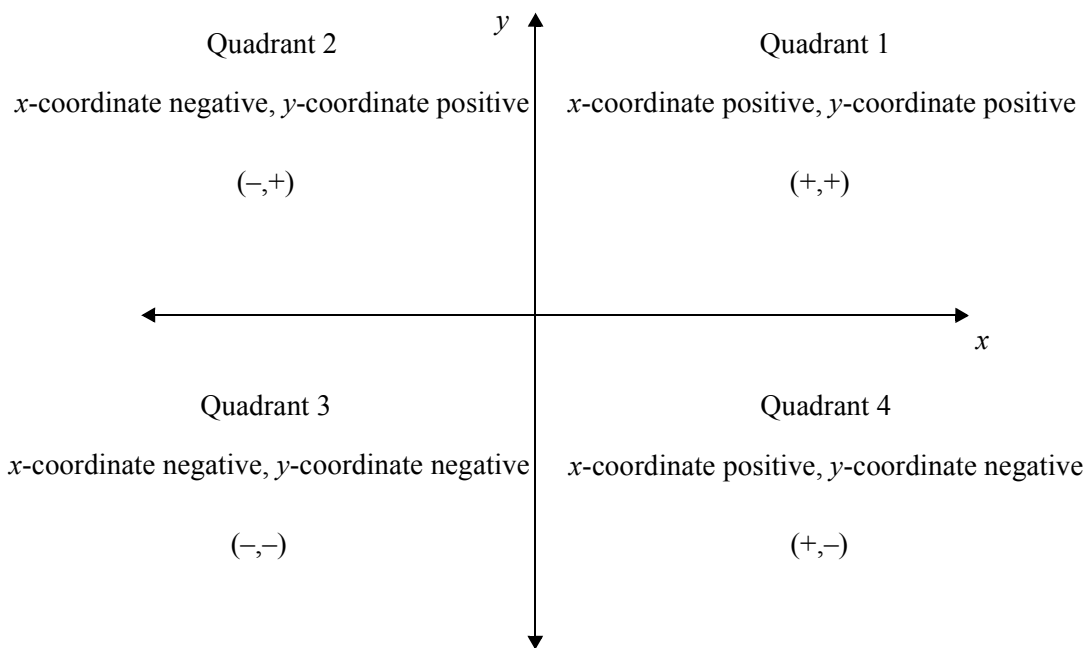 y
Quadrant 2
x-coordinate negative, y-coordinate positive
(–,+)
Quadrant 1
x-coordinate positive, y-coordinate positive
(+,+)
x
Quadrant 3
x-coordinate negative, y-coordinate negative
(–,–)
Quadrant 4
x-coordinate positive, y-coordinate negative
(+,–)